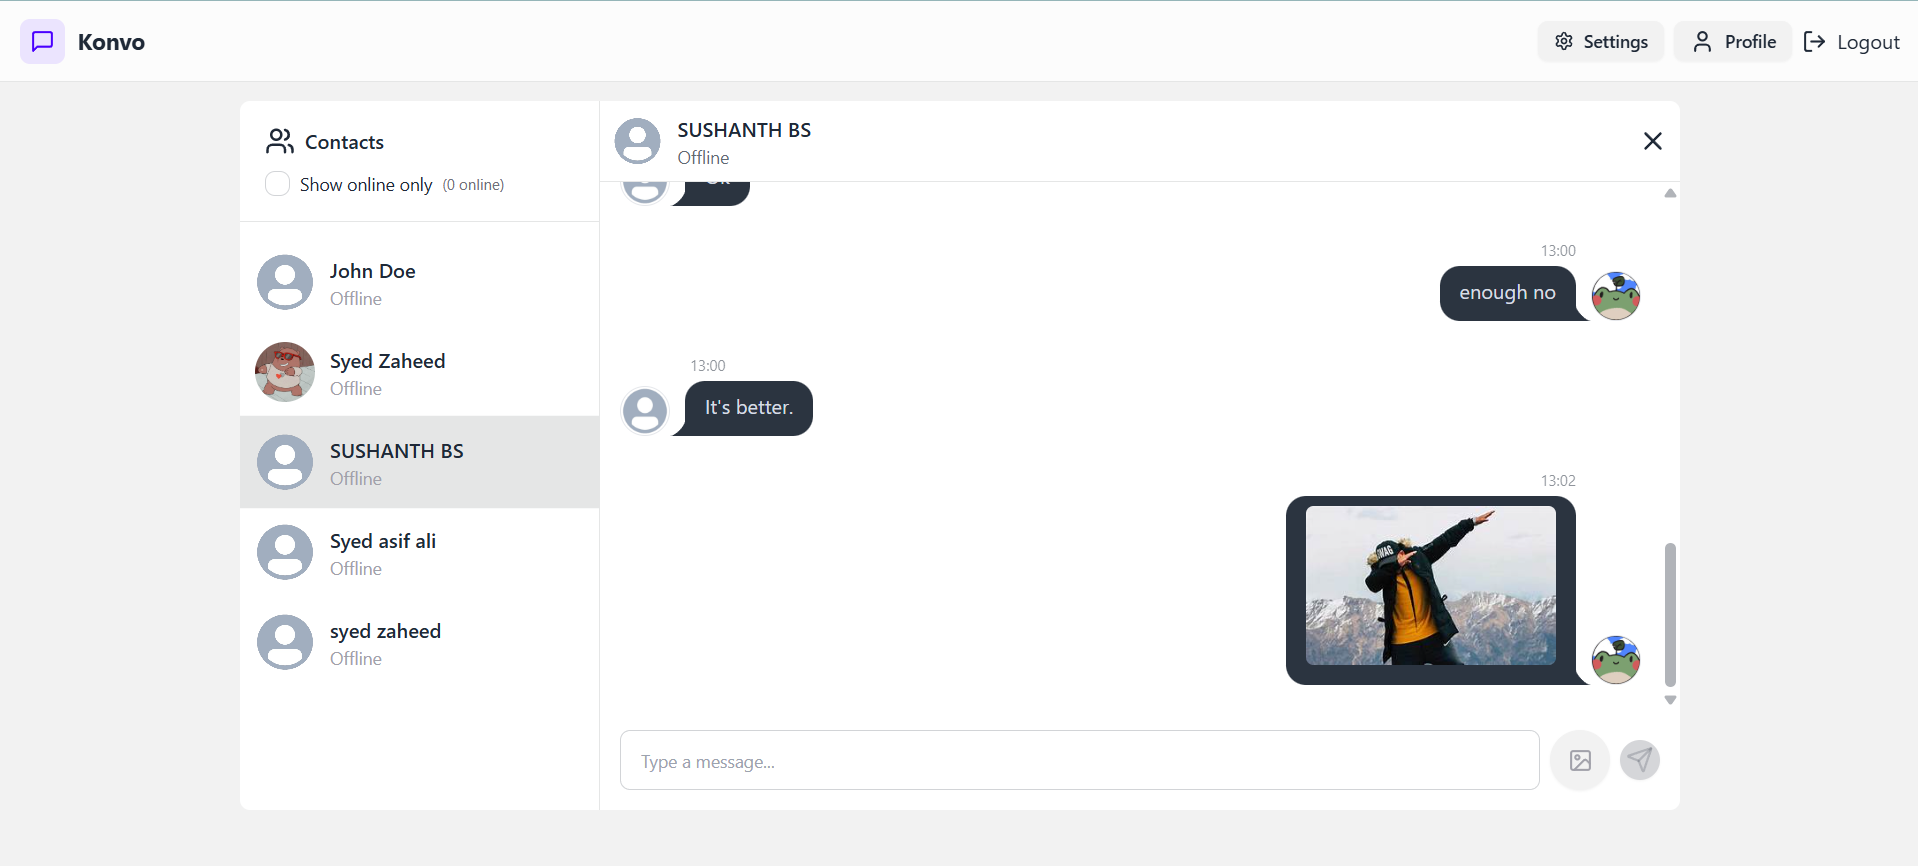 Konvo
Settings
Profile
Logout
Contacts
Show online only (0 online)
John Doe
Offline
Syed Zaheed
Offline
SUSHANTH BS
Offline
Syed asif ali
Offline
syed zaheed
Offline
SUSHANTH BS
Offline
13:00
enough no
13:00
It's better.
13:02
SWAG
Type a message...